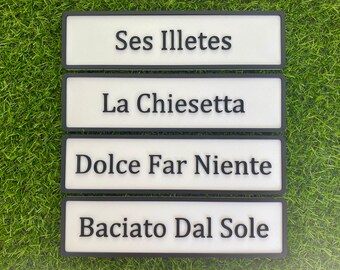 Ses Illetes
La Chiesetta
Dolce Far Niente
Baciato Dal Sole